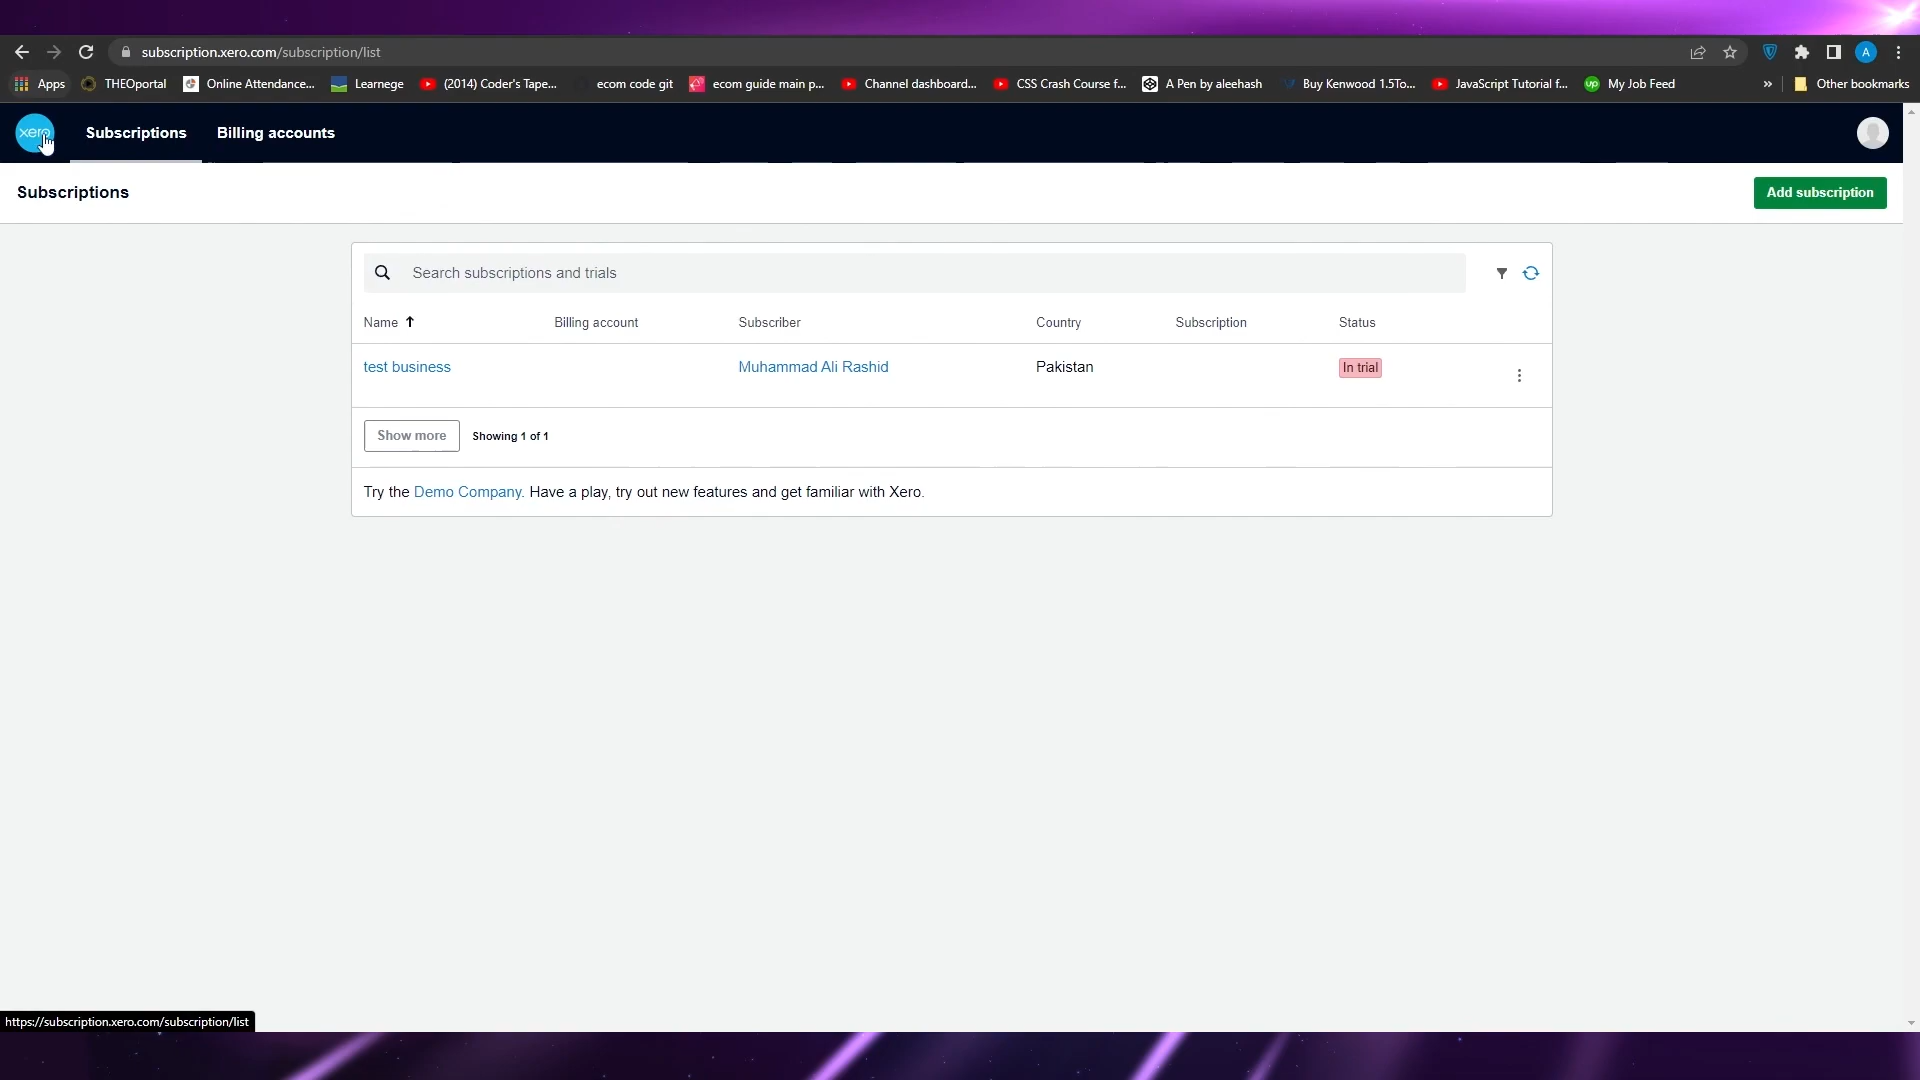 subscription.xero.com/subscription/list
A
Apps THEOportal Online Attendance... Learnege (2014) Coder's Tape... ecom code git ecom guide main p... Channel dashboard... CSS Crash Course f... A Pen by aleehash Buy Kenwood 1.5To... JavaScript Tutorial f... up My Job Feed » Other bookmarks
xero Subscriptions Billing accounts
Subscriptions Add subscription
Search subscriptions and trials
Name Billing account Subscriber Country Subscription Status
test business Muhammad Ali Rashid Pakistan In trial
Show more Showing 1 of 1
Try the Demo Company. Have a play, try out new features and get familiar with Xero.
https://subscription.xero.com/subscription/list